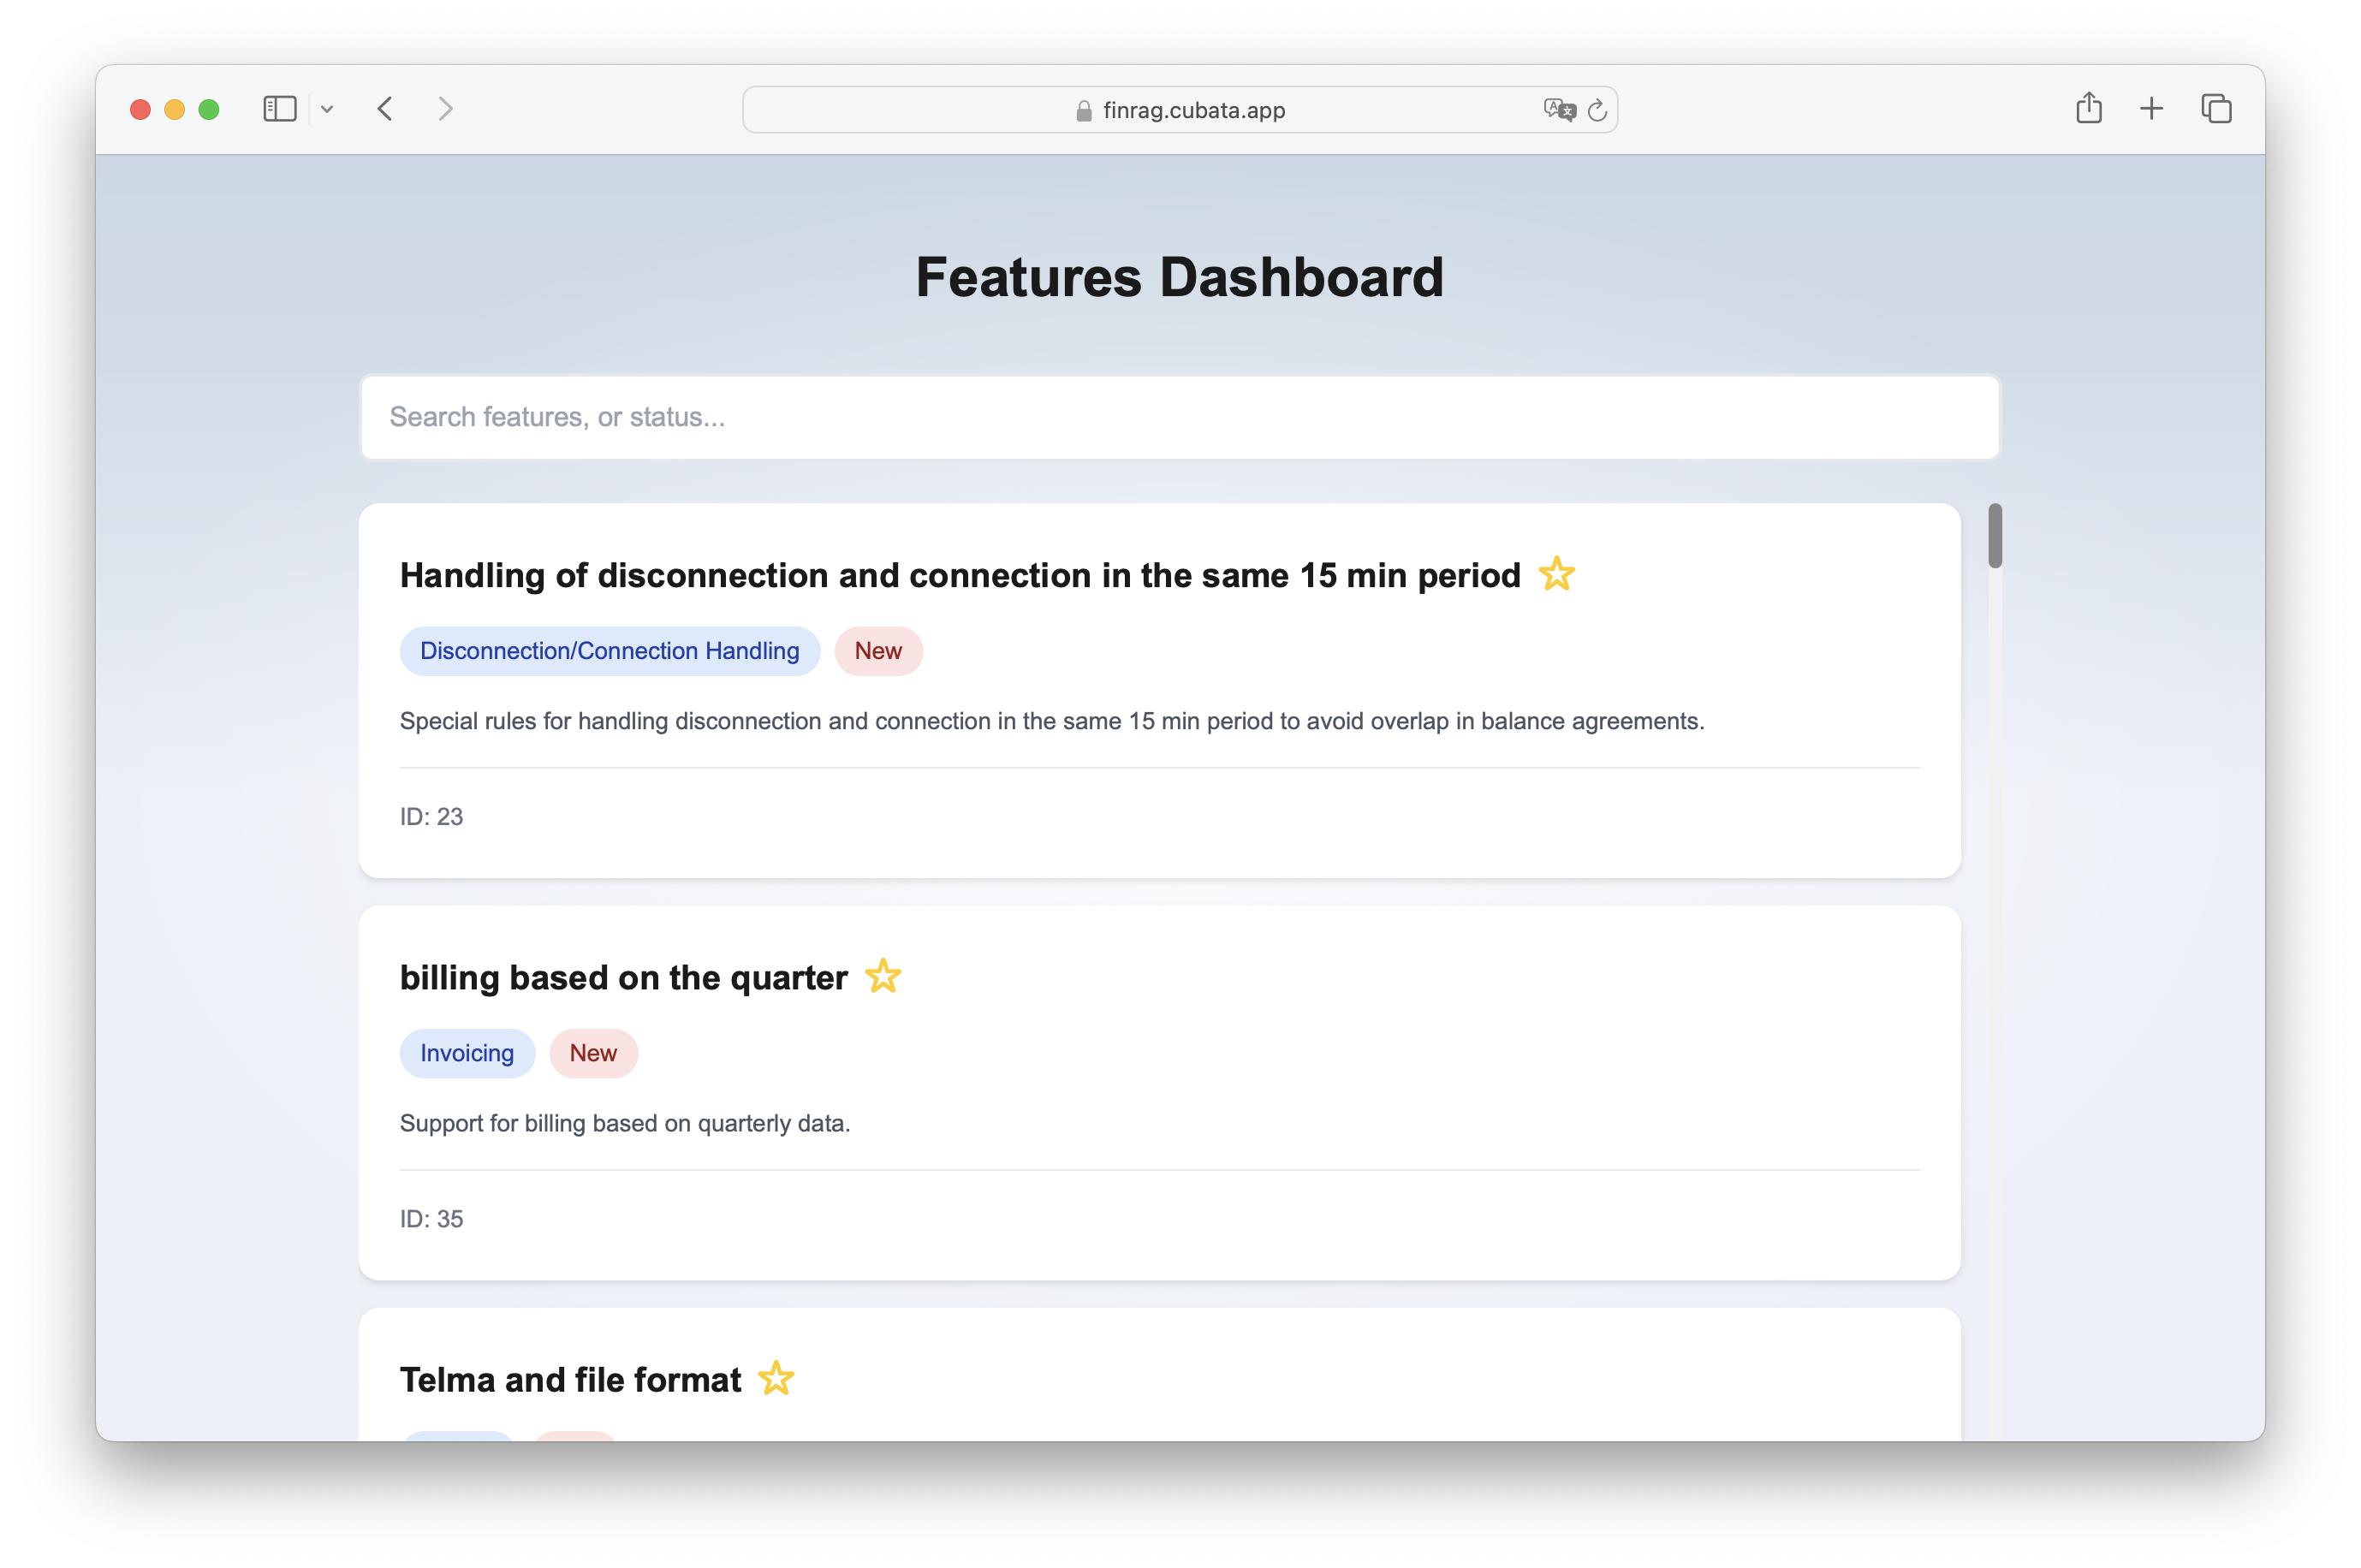 finrag.cubata.app
Features Dashboard
Search features, or status...
Handling of disconnection and connection in the same 15 min period
Disconnection/Connection Handling New
Special rules for handling disconnection and connection in the same 15 min period to avoid overlap in balance agreements.
ID: 23
billing based on the quarter
Invoicing New
Support for billing based on quarterly data.
ID: 35
Telma and file format